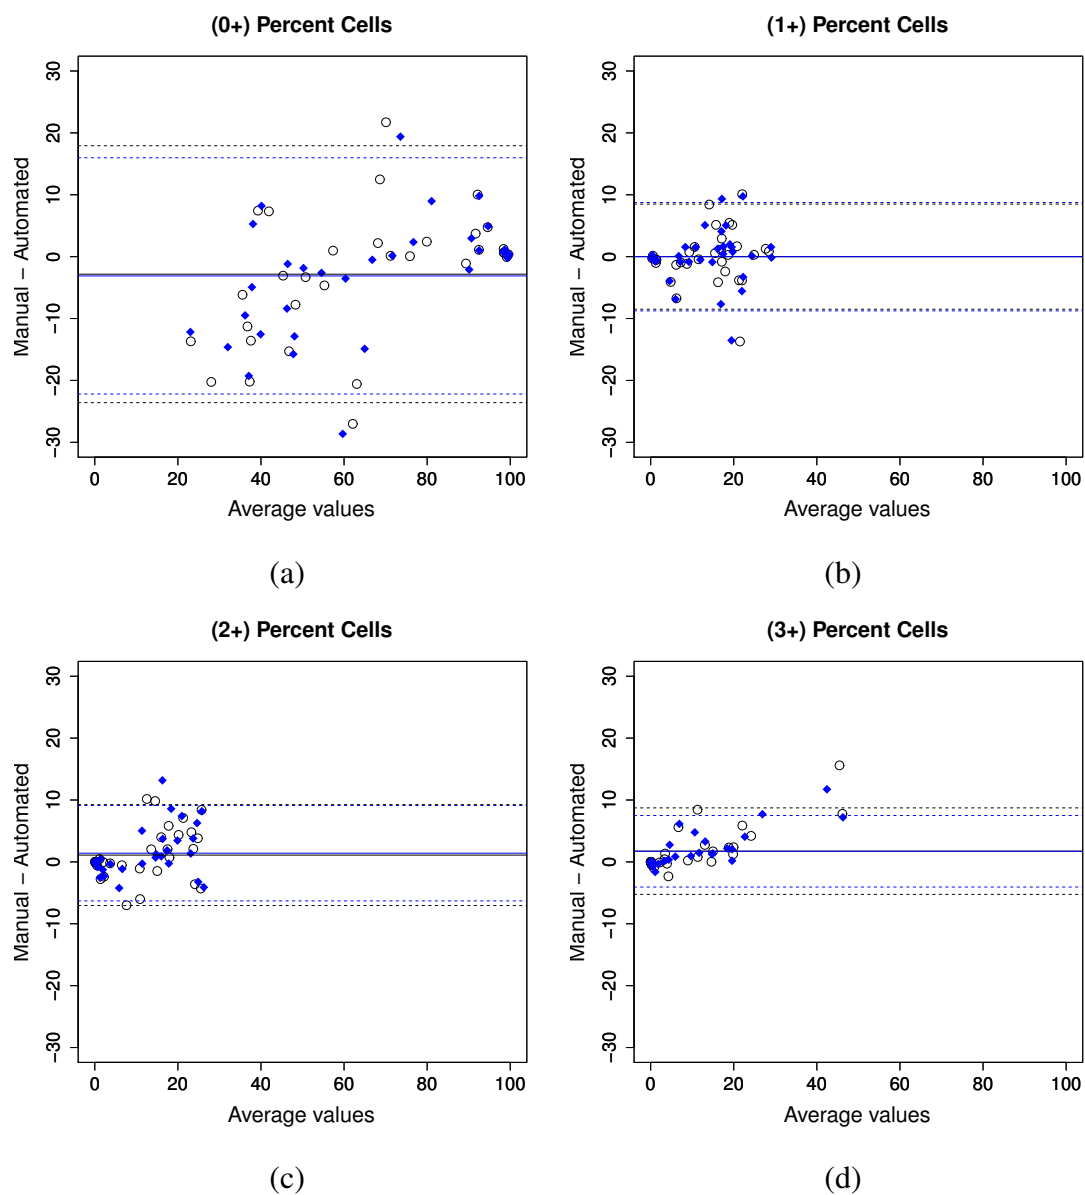 (0+) Percent Cells
Manual − Automated
30
20
10
0
−10
−20
−30
0 20 40 60 80 100
Average values
(a)
(1+) Percent Cells
Manual − Automated
30
20
10
0
−10
−20
−30
0 20 40 60 80 100
Average values
(b)
(2+) Percent Cells
Manual − Automated
30
20
10
0
−10
−20
−30
0 20 40 60 80 100
Average values
(c)
(3+) Percent Cells
Manual − Automated
30
20
10
0
−10
−20
−30
0 20 40 60 80 100
Average values
(d)